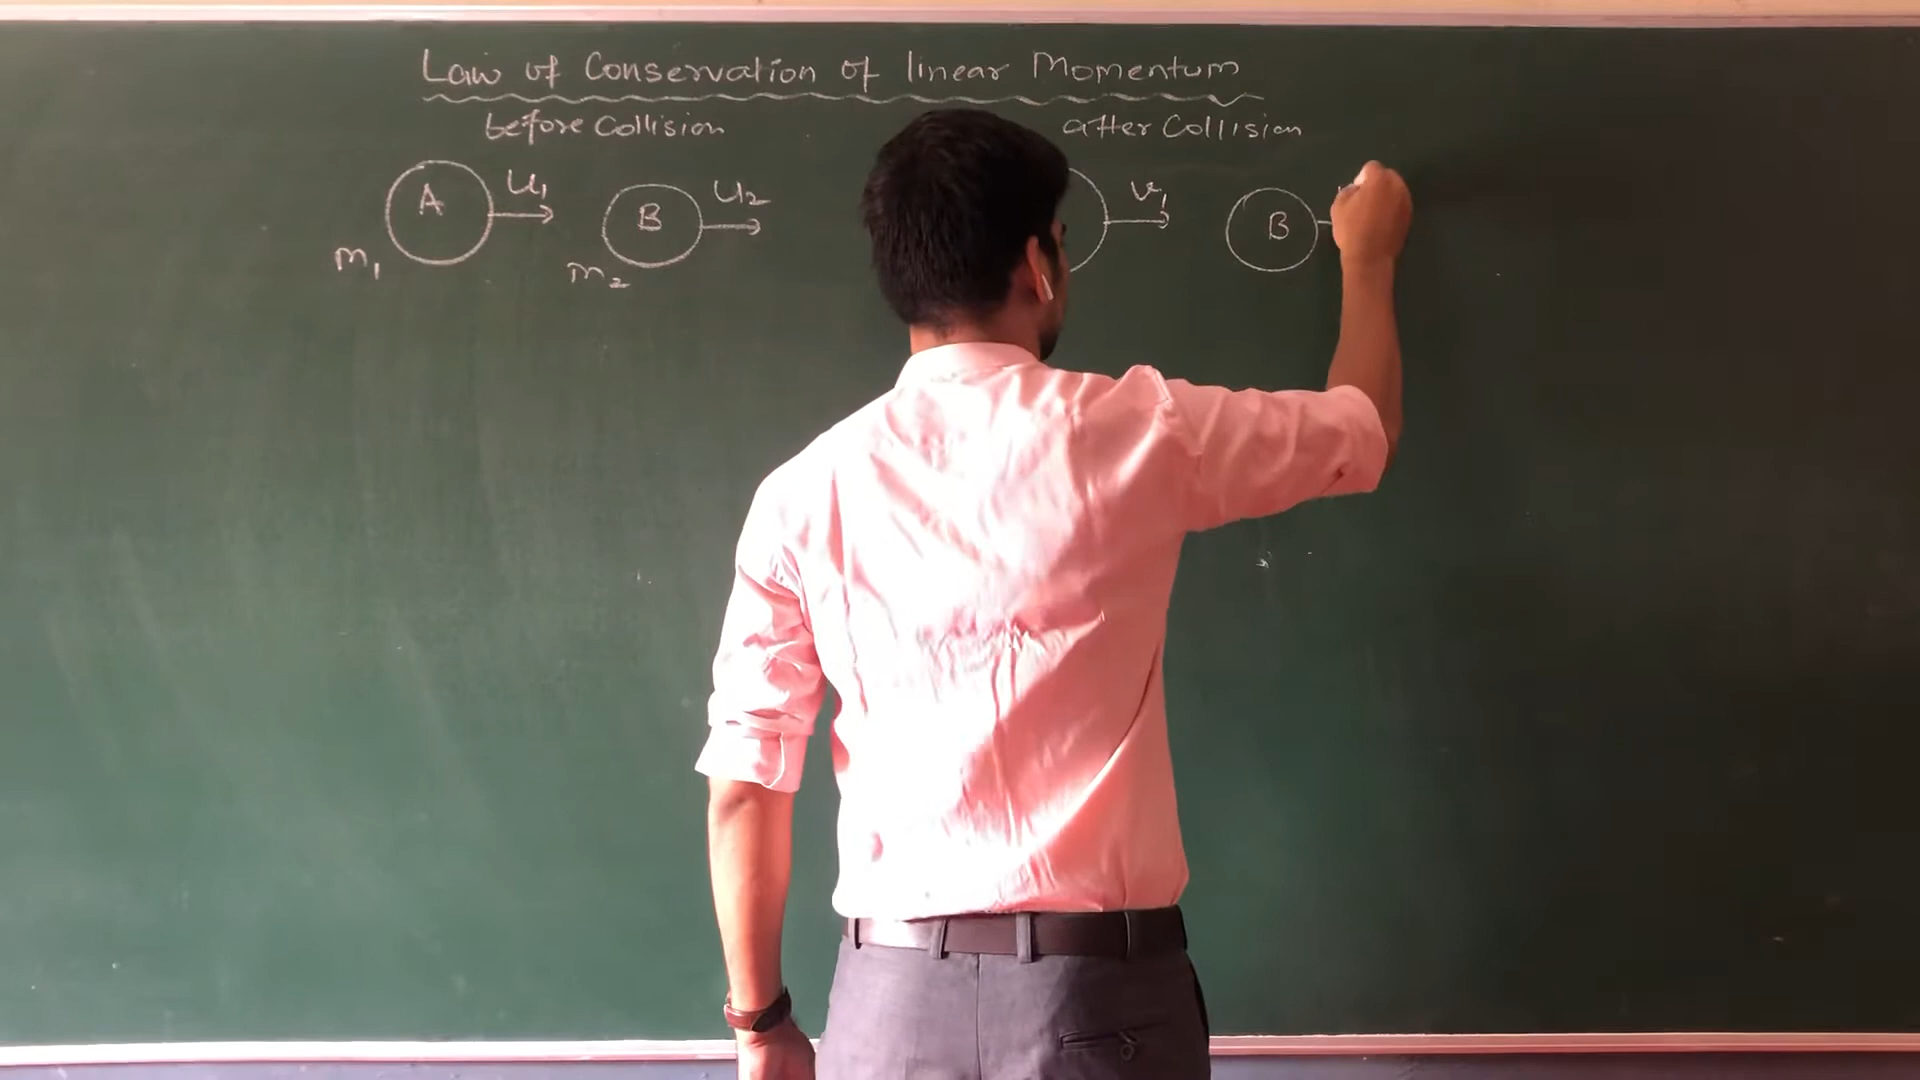 Law of Conservation of linear Momentum
before Collision after Collision
A U1 B U2 V1 B
m1 m2